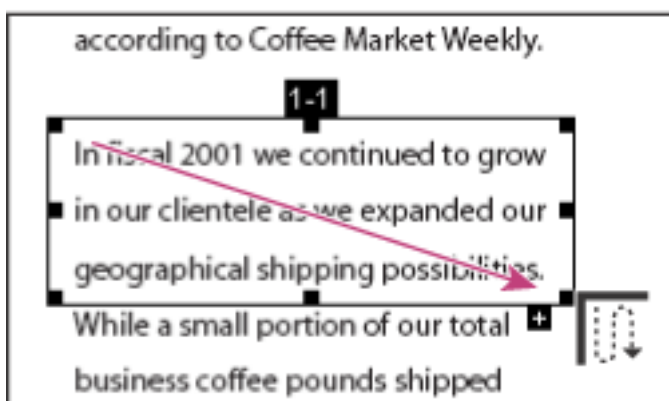 according to Coffee Market Weekly.
1-1
In fiscal 2001 we continued to grow
in our clientele as we expanded our
geographical shipping possibilities.
While a small portion of our total
business coffee pounds shipped